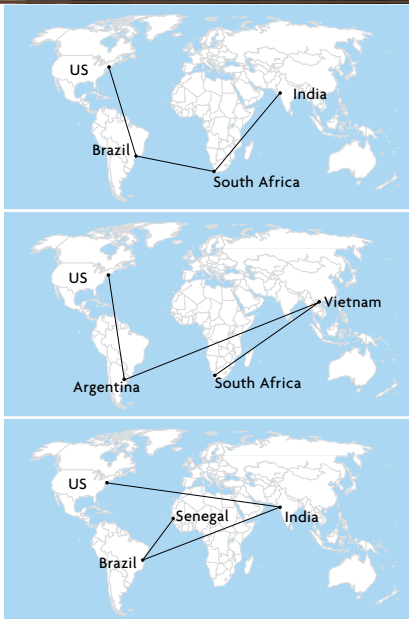 US
India
Brazil
South Africa
US
Vietnam
Argentina
South Africa
US
Senegal
India
Brazil